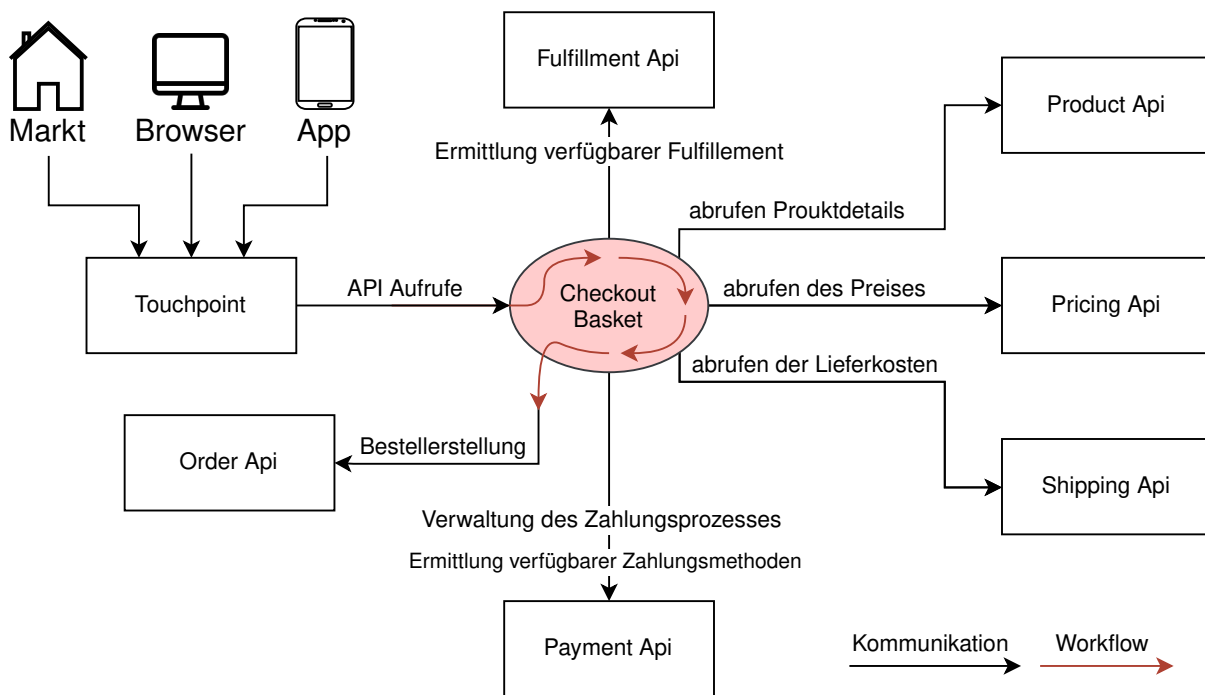 Fulfillment Api
Product Api
Markt
Browser
App
Ermittlung verfügbarer Fulfillement
abrufen Prouktdetails
Touchpoint
API Aufrufe
Checkout
Basket
abrufen des Preises
Pricing Api
abrufen der Lieferkosten
Order Api
Bestellerstellung
Shipping Api
Verwaltung des Zahlungsprozesses
Ermittlung verfügbarer Zahlungsmethoden
Payment Api
Kommunikation
Workflow